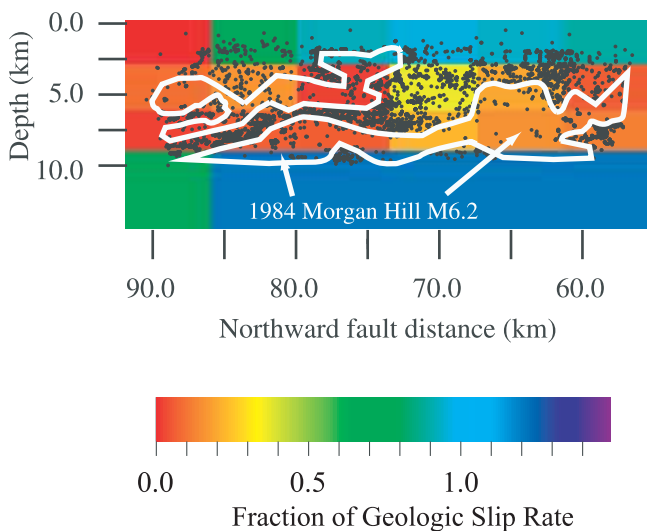 0.0
5.0
10.0
Depth (km)
1984 Morgan Hill M6.2
90.0 80.0 70.0 60.0
Northward fault distance (km)
0.0 0.5 1.0
Fraction of Geologic Slip Rate